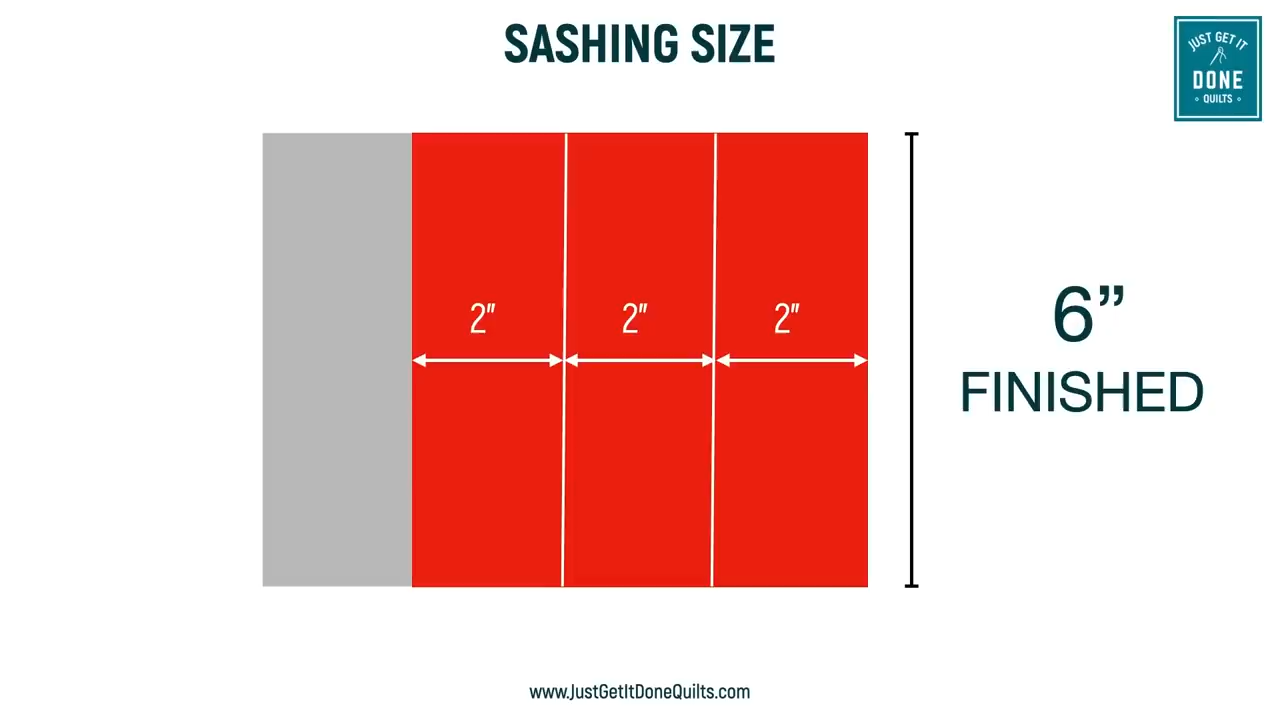 SASHING SIZE
JUST GET IT
DONE
QUILTS
2" 2" 2"
6”
FINISHED
www.JustGetItDoneQuilts.com